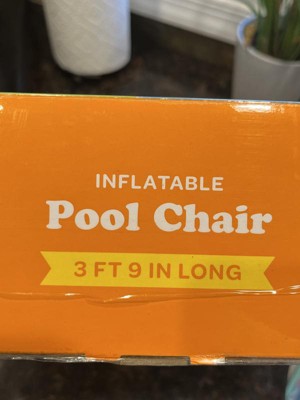 INFLATABLE
Pool Chair
3 FT 9 IN LONG